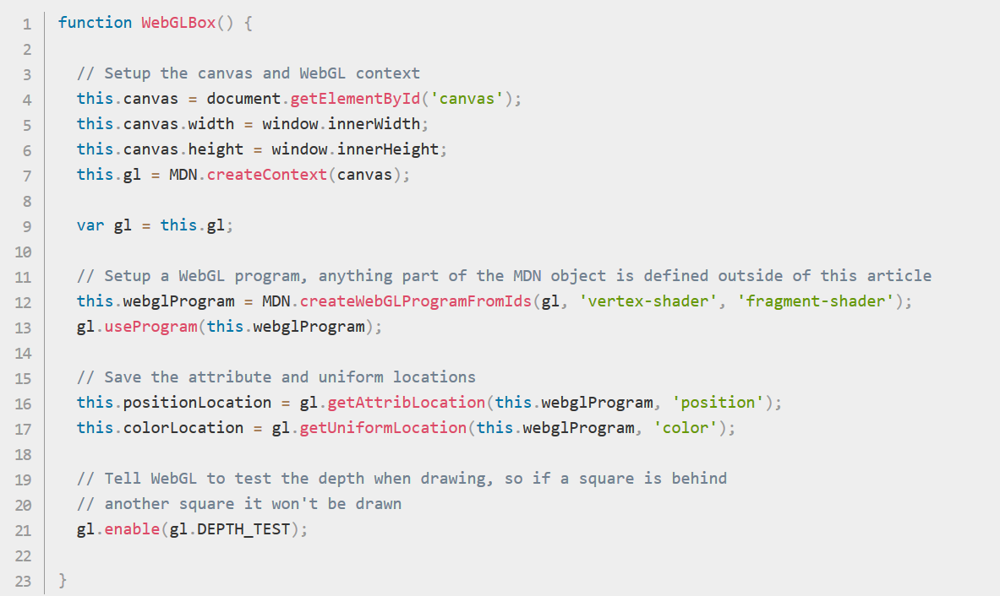 1 function WebGLBox() {
2
3 // Setup the canvas and WebGL context
4 this.canvas = document.getElementById('canvas');
5 this.canvas.width = window.innerWidth;
6 this.canvas.height = window.innerHeight;
7 this.gl = MDN.createContext(canvas);
8
9 var gl = this.gl;
10
11 // Setup a WebGL program, anything part of the MDN object is defined outside of this article
12 this.webglProgram = MDN.createWebGLProgramFromIds(gl, 'vertex-shader', 'fragment-shader');
13 gl.useProgram(this.webglProgram);
14
15 // Save the attribute and uniform locations
16 this.positionLocation = gl.getAttribLocation(this.webglProgram, 'position');
17 this.colorLocation = gl.getUniformLocation(this.webglProgram, 'color');
18
19 // Tell WebGL to test the depth when drawing, so if a square is behind
20 // another square it won't be drawn
21 gl.enable(gl.DEPTH_TEST);
22
23 }